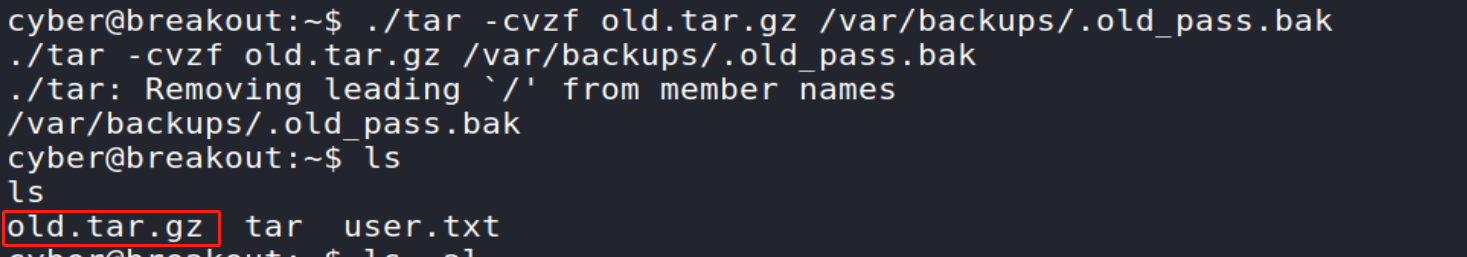 cyber@breakout:~$ ./tar -cvzf old.tar.gz /var/backups/.old_pass.bak
./tar -cvzf old.tar.gz /var/backups/.old_pass.bak
./tar: Removing leading `/' from member names
/var/backups/.old_pass.bak
cyber@breakout:~$ ls
ls
old.tar.gz  tar  user.txt